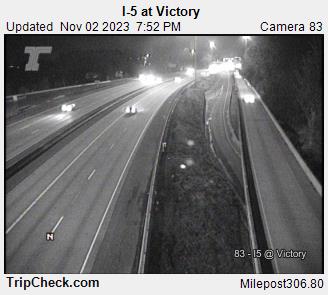 I-5 at Victory
Updated Nov 02 2023 7:52 PM Camera 83
T
N
83 - I5 @ Victory
TripCheck.com Milepost306.80